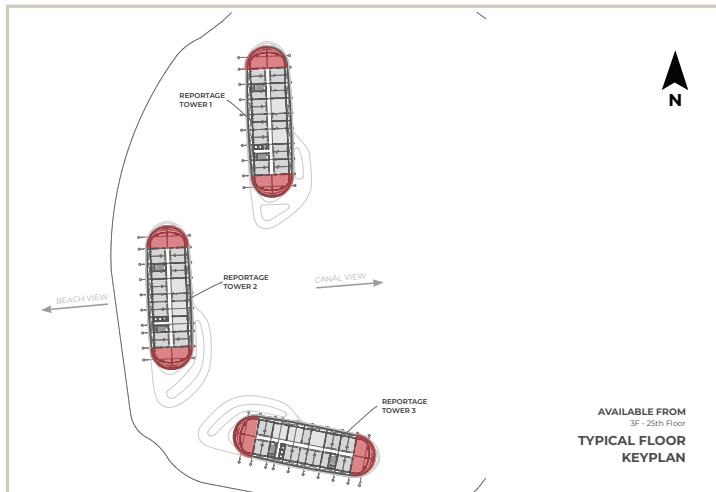 REPORTAGE
TOWER 1
N
REPORTAGE
TOWER 2
BEACH VIEW
CANAL VIEW
REPORTAGE
TOWER 3
AVAILABLE FROM
3F - 25th Floor
TYPICAL FLOOR
KEYPLAN